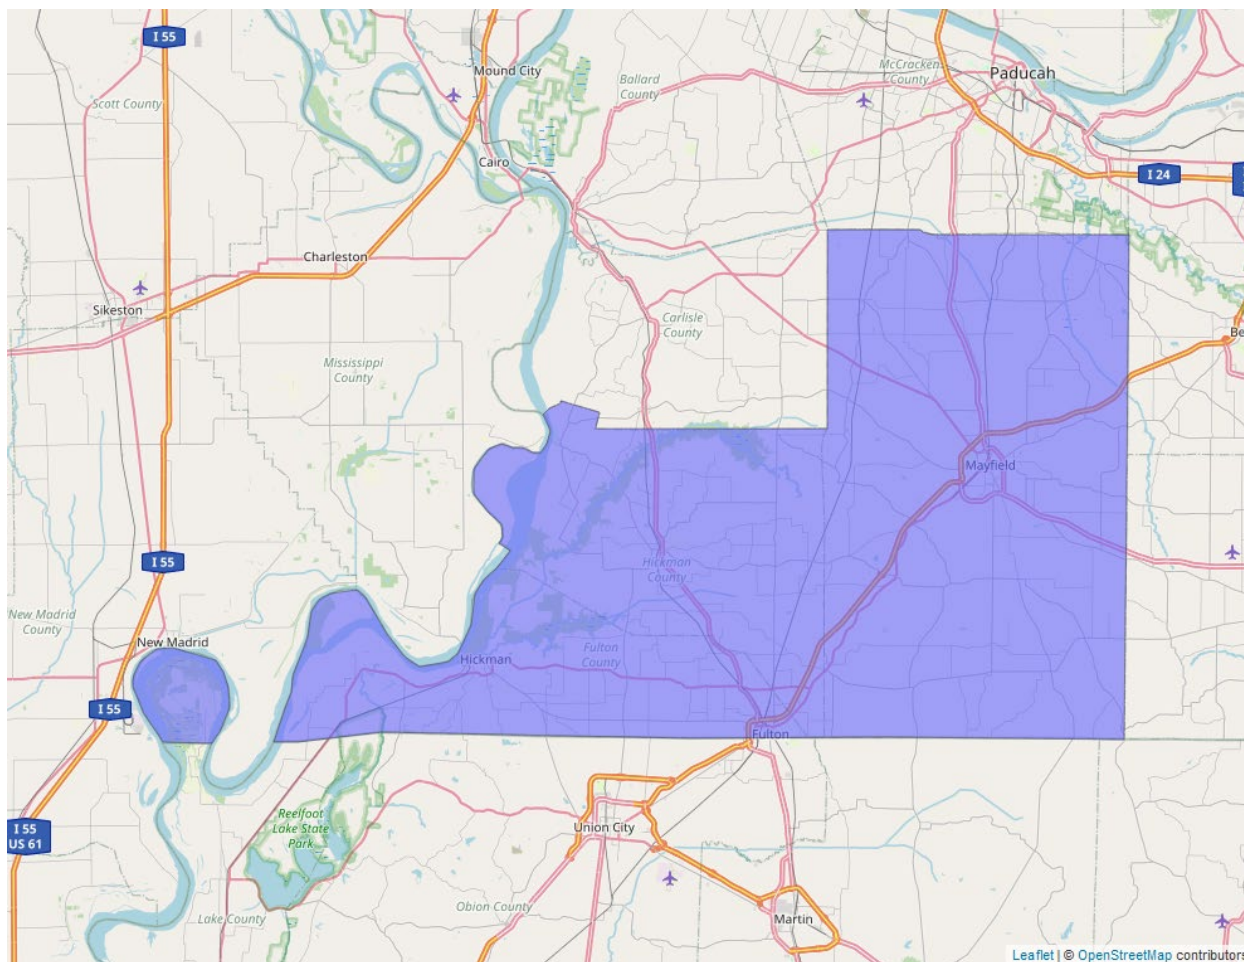 I 55
Mound City
Scott County
Ballard
County
McCracken
County
Paducah
Cairo
I 24
Charleston
Sikeston
Carlisle
County
Be
Mississippi
County
Mayfield
I 55
Hickman
County
New Madrid
County
New Madrid
Hickman
Fulton
County
I 55
Fulton
Reelfoot
Lake State
Park
Union City
I 55
US 61
Obion County
Lake County
Martin
Leaflet | © OpenStreetMap contributors